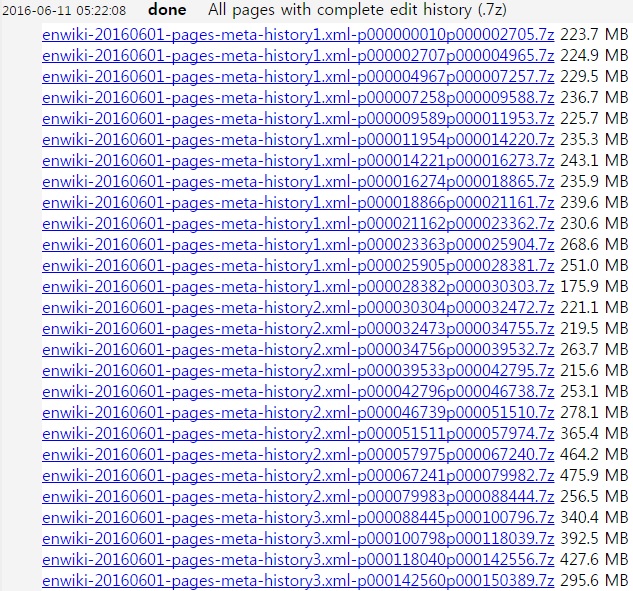 2016-06-11 05:22:08 done All pages with complete edit history (.7z)
enwiki-20160601-pages-meta-history1.xml-p000000010p000002705.7z 223.7 MB
enwiki-20160601-pages-meta-history1.xml-p000002707p000004965.7z 224.9 MB
enwiki-20160601-pages-meta-history1.xml-p000004967p000007257.7z 229.5 MB
enwiki-20160601-pages-meta-history1.xml-p000007258p000009588.7z 236.7 MB
enwiki-20160601-pages-meta-history1.xml-p000009589p000011953.7z 225.7 MB
enwiki-20160601-pages-meta-history1.xml-p000011954p000014220.7z 235.3 MB
enwiki-20160601-pages-meta-history1.xml-p000014221p000016273.7z 243.1 MB
enwiki-20160601-pages-meta-history1.xml-p000016274p000018865.7z 235.9 MB
enwiki-20160601-pages-meta-history1.xml-p000018866p000021161.7z 239.6 MB
enwiki-20160601-pages-meta-history1.xml-p000021162p000023362.7z 230.6 MB
enwiki-20160601-pages-meta-history1.xml-p000023363p000025904.7z 268.6 MB
enwiki-20160601-pages-meta-history1.xml-p000025905p000028381.7z 251.0 MB
enwiki-20160601-pages-meta-history1.xml-p000028382p000030303.7z 175.9 MB
enwiki-20160601-pages-meta-history2.xml-p000030304p000032472.7z 221.1 MB
enwiki-20160601-pages-meta-history2.xml-p000032473p000034755.7z 219.5 MB
enwiki-20160601-pages-meta-history2.xml-p000034756p000039532.7z 263.7 MB
enwiki-20160601-pages-meta-history2.xml-p000039533p000042795.7z 215.6 MB
enwiki-20160601-pages-meta-history2.xml-p000042796p000046738.7z 253.1 MB
enwiki-20160601-pages-meta-history2.xml-p000046739p000051510.7z 278.1 MB
enwiki-20160601-pages-meta-history2.xml-p000051511p000057974.7z 365.4 MB
enwiki-20160601-pages-meta-history2.xml-p000057975p000067240.7z 464.2 MB
enwiki-20160601-pages-meta-history2.xml-p000067241p000079982.7z 475.9 MB
enwiki-20160601-pages-meta-history2.xml-p000079983p000088444.7z 256.5 MB
enwiki-20160601-pages-meta-history3.xml-p000088445p000100796.7z 340.4 MB
enwiki-20160601-pages-meta-history3.xml-p000100798p000118039.7z 392.5 MB
enwiki-20160601-pages-meta-history3.xml-p000118040p000142556.7z 427.6 MB
enwiki-20160601-pages-meta-history3.xml-p000142560p000150389.7z 295.6 MB